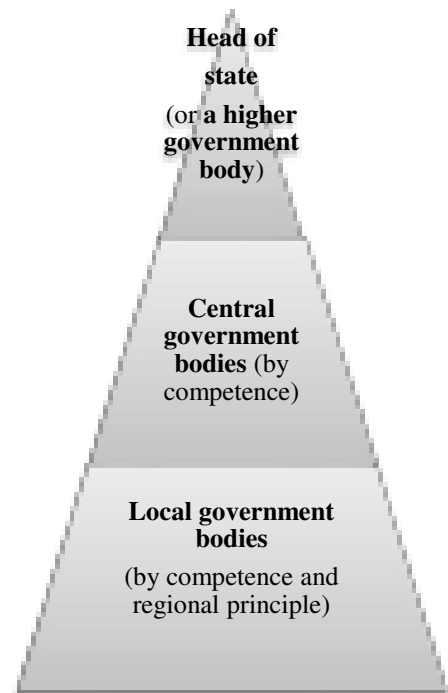 Head of
state
(or a higher
government
body)
Central
government
bodies (by
competence)
Local government
bodies
(by competence and
regional principle)